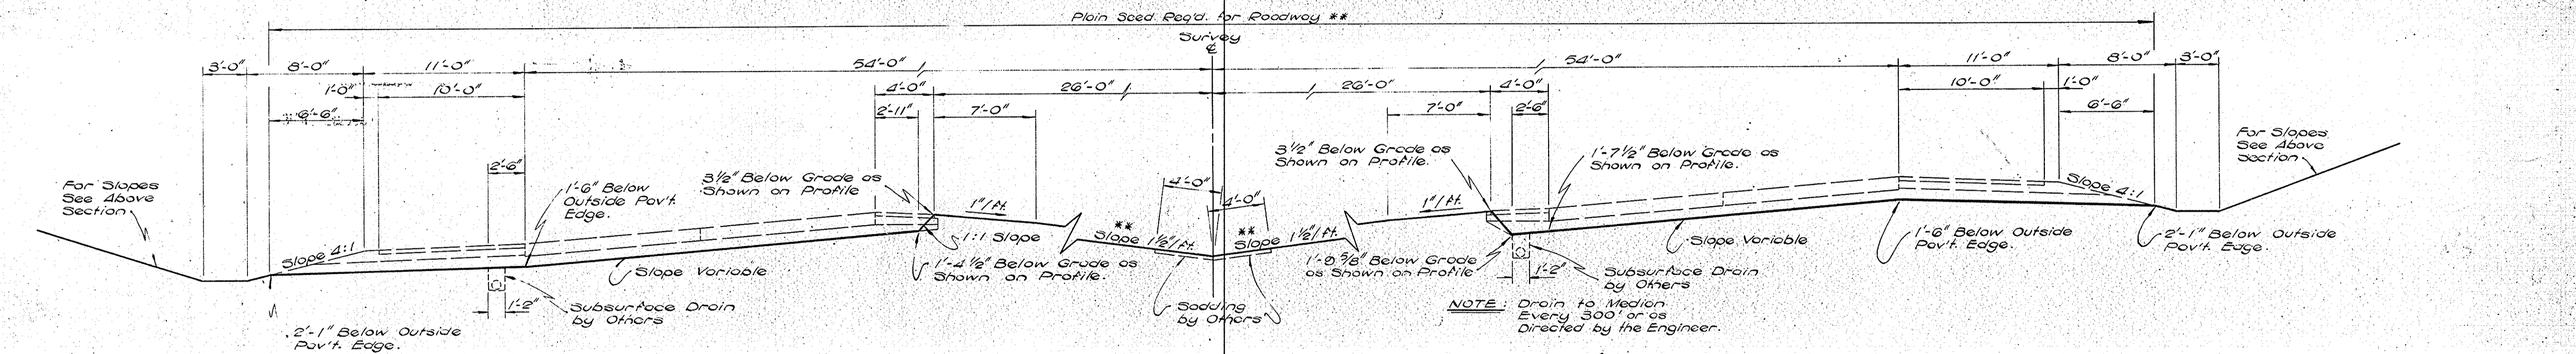 Plain Seed Req'd. for Roadway **
Survey
℄
3'-0"
8'-0"
11'-0"
54'-0"
54'-0"
11'-0"
8'-0"
3'-0"
1'-0"
10'-0"
4'-0"
26'-0"
26'-0"
4'-0"
10'-0"
1'-0"
6'-6"
2'-11"
7'-0"
7'-0"
2'-6"
6'-6"
For Slopes
See Above
Section
2'-6"
1'-6" Below
Outside Pav't.
Edge.
3½" Below Grade as
Shown on Profile
1"/ft.
4'-0"
4'-0"
3½" Below Grade as
Shown on Profile.
1'-7½" Below Grade as
Shown on Profile.
1"/ft.
For Slopes
See Above
Section
Slope 4:1
Slope 4:1
1:1 Slope
**
Slope 1½"/ft.
**
Slope 1½"/ft.
Slope Variable
1'-4½" Below Grade as
Shown on Profile.
as Shown on Profile
1'-2"
Slope Variable
1'-6" Below Outside
Pav't. Edge.
2'-1" Below Outside
Pav't. Edge.
1'-2"
Subsurface Drain
by Others
Sodding
by Others
Subsurface Drain
by Others
NOTE: Drain to Median
Every 300' or as
Directed by the Engineer.
2'-1" Below Outside
Pav't. Edge.